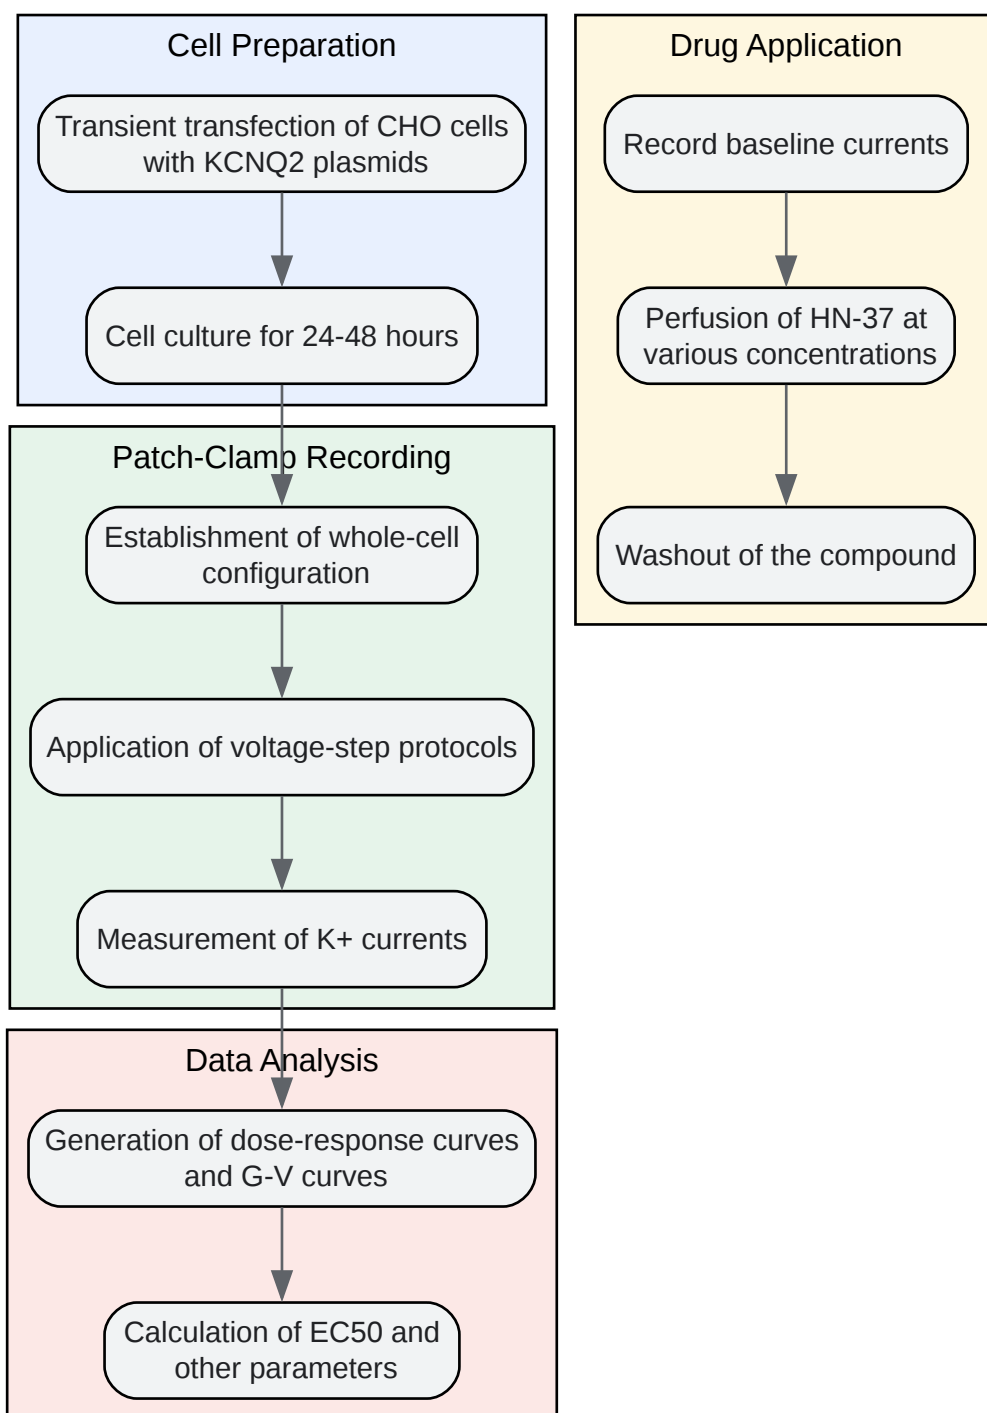 Cell Preparation
Transient transfection of CHO cells
with KCNQ2 plasmids
Cell culture for 24-48 hours
Patch-Clamp Recording
Establishment of whole-cell
configuration
Application of voltage-step protocols
Measurement of K+ currents
Data Analysis
Generation of dose-response curves
and G-V curves
Calculation of EC50 and
other parameters
Drug Application
Record baseline currents
Perfusion of HN-37 at
various concentrations
Washout of the compound